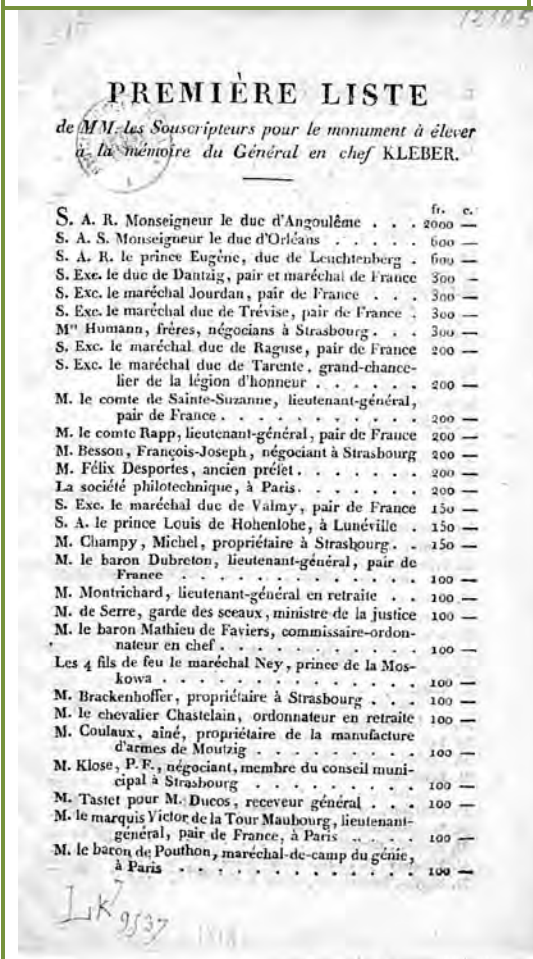 12305
PREMIÈRE LISTE
de MM. les Souscripteurs pour le monument à élever
à la mémoire du Général en chef KLEBER.
fr. c.
S. A. R. Monseigneur le duc d'Angoulême . . . 2000 —
S. A. S. Monseigneur le duc d'Orléans . . . . . 600 —
S. A. R. le prince Eugène, duc de Leuchtenberg . 600 —
S. Exc. le duc de Dantzig, pair et maréchal de France 300 —
S. Exc. le maréchal Jourdan, pair de France . . . 300 —
S. Exc. le maréchal duc de Trévise, pair de France . 300 —
Mrs Humann, frères, négocians à Strasbourg. . . 300 —
S. Exc. le maréchal duc de Raguse, pair de France 200 —
S. Exc. le maréchal duc de Tarente, grand-chance-
lier de la légion d'honneur . . . . . . 200 —
M. le comte de Sainte-Suzanne, lieutenant-général,
pair de France . . . . . . . . . . 200 —
M. le comte Rapp, lieutenant-général, pair de France 200 —
M. Besson, François-Joseph, négociant à Strasbourg 200 —
M. Félix Desportes, ancien préfet . . . . . . . 200 —
La société philotechnique, à Paris. . . . . . . 200 —
S. Exc. le maréchal duc de Valmy, pair de France 150 —
S. A. le prince Louis de Hohenlohe, à Lunéville . 150 —
M. Champy, Michel, propriétaire à Strasbourg. . 150 —
M. le baron Dubreton, lieutenant-général, pair de
France . . . . . . . . . . . . . 100 —
M. Montrichard, lieutenant-général en retraite . . 100 —
M. de Serre, garde des sceaux, ministre de la justice 100 —
M. le baron Mathieu de Faviers, commissaire-ordon-
nateur en chef . . . . . . . . . . . 100 —
Les 4 fils de feu le maréchal Ney, prince de la Mos-
kowa . . . . . . . . . . . . . . 100 —
M. Brackenhoffer, propriétaire à Strasbourg . . . 100 —
M. le chevalier Chastelain, ordonnateur en retraite 100 —
M. Coulaux, aîné, propriétaire de la manufacture
d'armes de Moutzig . . . . . . . . . 100 —
M. Klose, P. F., négociant, membre du conseil muni-
cipal à Strasbourg . . . . . . . . . 100 —
M. Tastet pour M. Ducos, receveur général . . . 100 —
M. le marquis Victor de la Tour Maubourg, lieutenant-
général, pair de France, à Paris . . . . . 100 —
M. le baron de Pouthon, maréchal-de-camp du génie,
à Paris . . . . . . . . . . . . . 100 —
Lk7
9537
1818